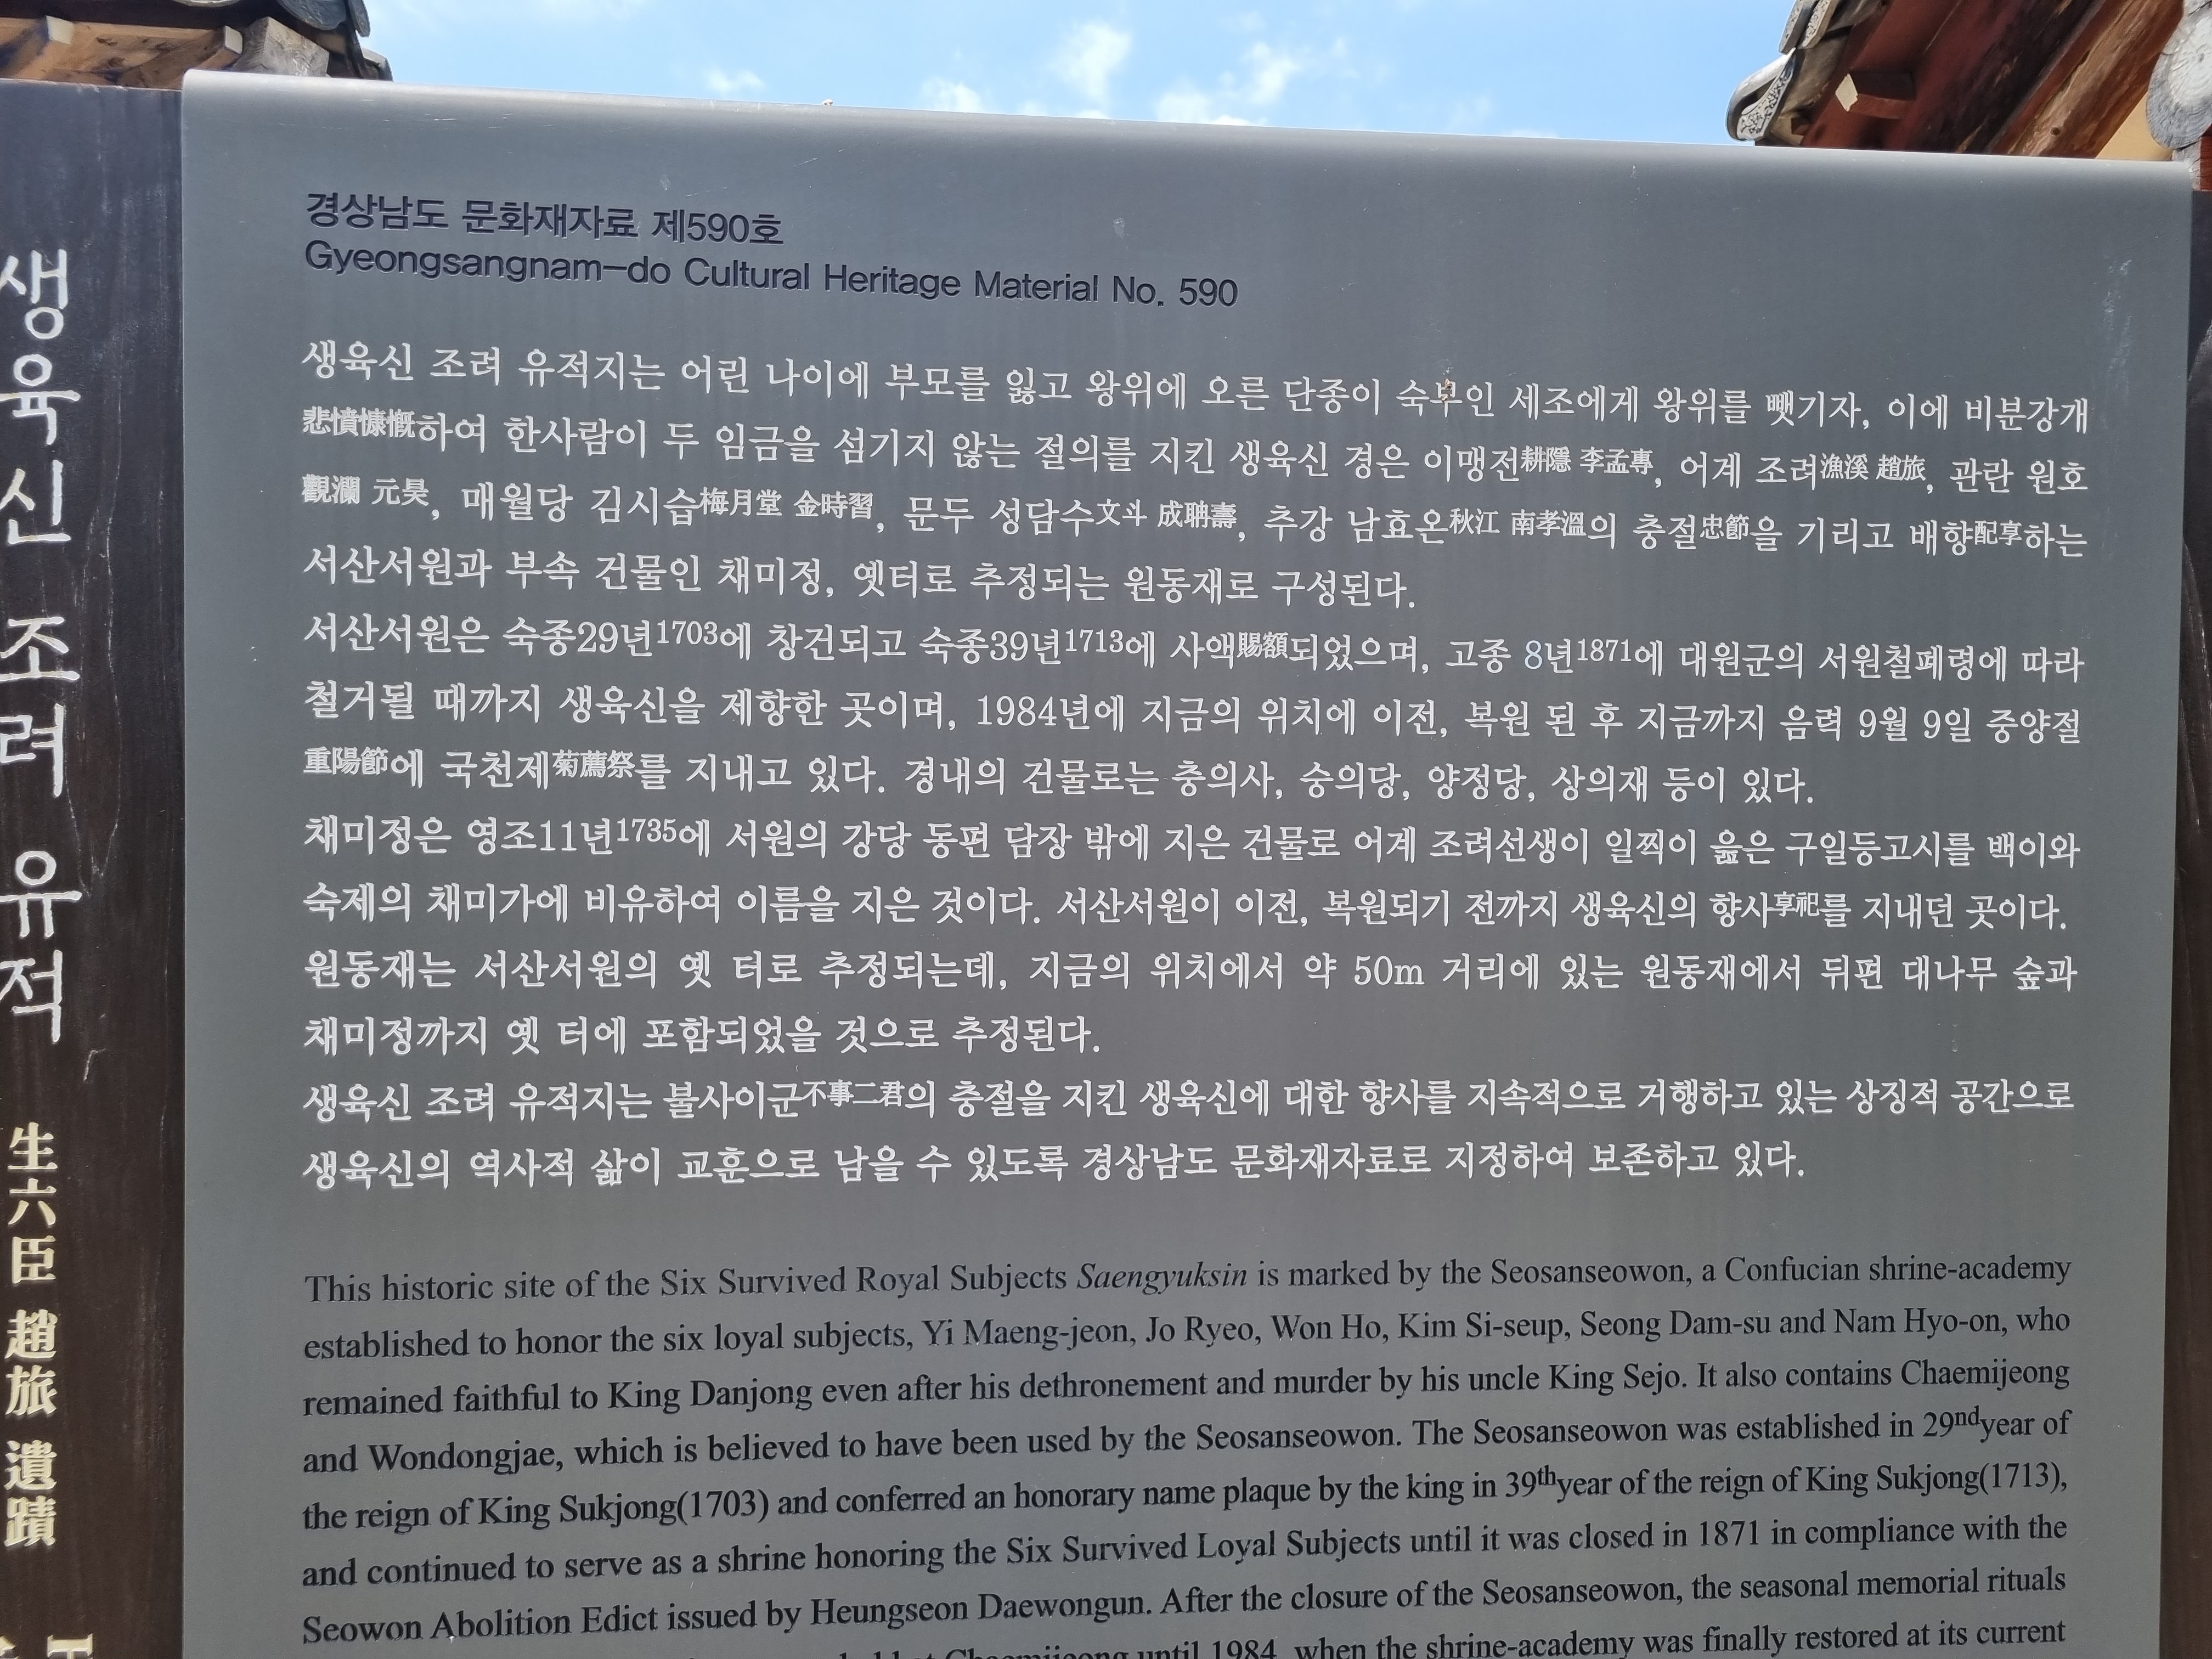 생육신 조려 유적
生六臣 趙旅 遺蹟
경상남도 문화재자료 제590호
Gyeongsangnam-do Cultural Heritage Material No. 590
생육신 조려 유적지는 어린 나이에 부모를 잃고 왕위에 오른 단종이 숙부인 세조에게 왕위를 뺏기자, 이에 비분강개
悲憤慷慨하여 한사람이 두 임금을 섬기지 않는 절의를 지킨 생육신 경은 이맹전耕隱 李孟專, 어계 조려漁溪 趙旅, 관란 원호
觀瀾 元昊, 매월당 김시습梅月堂 金時習, 문두 성담수文斗 成聃壽, 추강 남효온秋江 南孝溫의 충절忠節을 기리고 배향配享하는
서산서원과 부속 건물인 채미정, 옛터로 추정되는 원동재로 구성된다.
서산서원은 숙종29년1703에 창건되고 숙종39년1713에 사액賜額되었으며, 고종 8년1871에 대원군의 서원철폐령에 따라
철거될 때까지 생육신을 제향한 곳이며, 1984년에 지금의 위치에 이전, 복원 된 후 지금까지 음력 9월 9일 중양절
重陽節에 국천제菊薦祭를 지내고 있다. 경내의 건물로는 충의사, 숭의당, 양정당, 상의재 등이 있다.
채미정은 영조11년1735에 서원의 강당 동편 담장 밖에 지은 건물로 어계 조려선생이 일찍이 읊은 구일등고시를 백이와
숙제의 채미가에 비유하여 이름을 지은 것이다. 서산서원이 이전, 복원되기 전까지 생육신의 향사享祀를 지내던 곳이다.
원동재는 서산서원의 옛 터로 추정되는데, 지금의 위치에서 약 50m 거리에 있는 원동재에서 뒤편 대나무 숲과
채미정까지 옛 터에 포함되었을 것으로 추정된다.
생육신 조려 유적지는 불사이군不事二君의 충절을 지킨 생육신에 대한 향사를 지속적으로 거행하고 있는 상징적 공간으로
생육신의 역사적 삶이 교훈으로 남을 수 있도록 경상남도 문화재자료로 지정하여 보존하고 있다.
This historic site of the Six Survived Royal Subjects Saengyuksin is marked by the Seosanseowon, a Confucian shrine-academy
established to honor the six loyal subjects, Yi Maeng-jeon, Jo Ryeo, Won Ho, Kim Si-seup, Seong Dam-su and Nam Hyo-on, who
remained faithful to King Danjong even after his dethronement and murder by his uncle King Sejo. It also contains Chaemijeong
and Wondongjae, which is believed to have been used by the Seosanseowon. The Seosanseowon was established in 29ndyear of
the reign of King Sukjong(1703) and conferred an honorary name plaque by the king in 39thyear of the reign of King Sukjong(1713),
and continued to serve as a shrine honoring the Six Survived Loyal Subjects until it was closed in 1871 in compliance with the
Seowon Abolition Edict issued by Heungseon Daewongun. After the closure of the Seosanseowon, the seasonal memorial rituals
Chaemijeong until 1984, when the shrine-academy was finally restored at its current